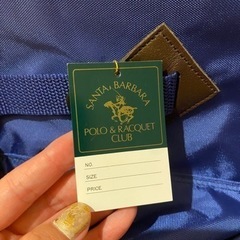 SANTA BARBARA
POLO & RACQUET
CLUB
NO.
SIZE
PRICE